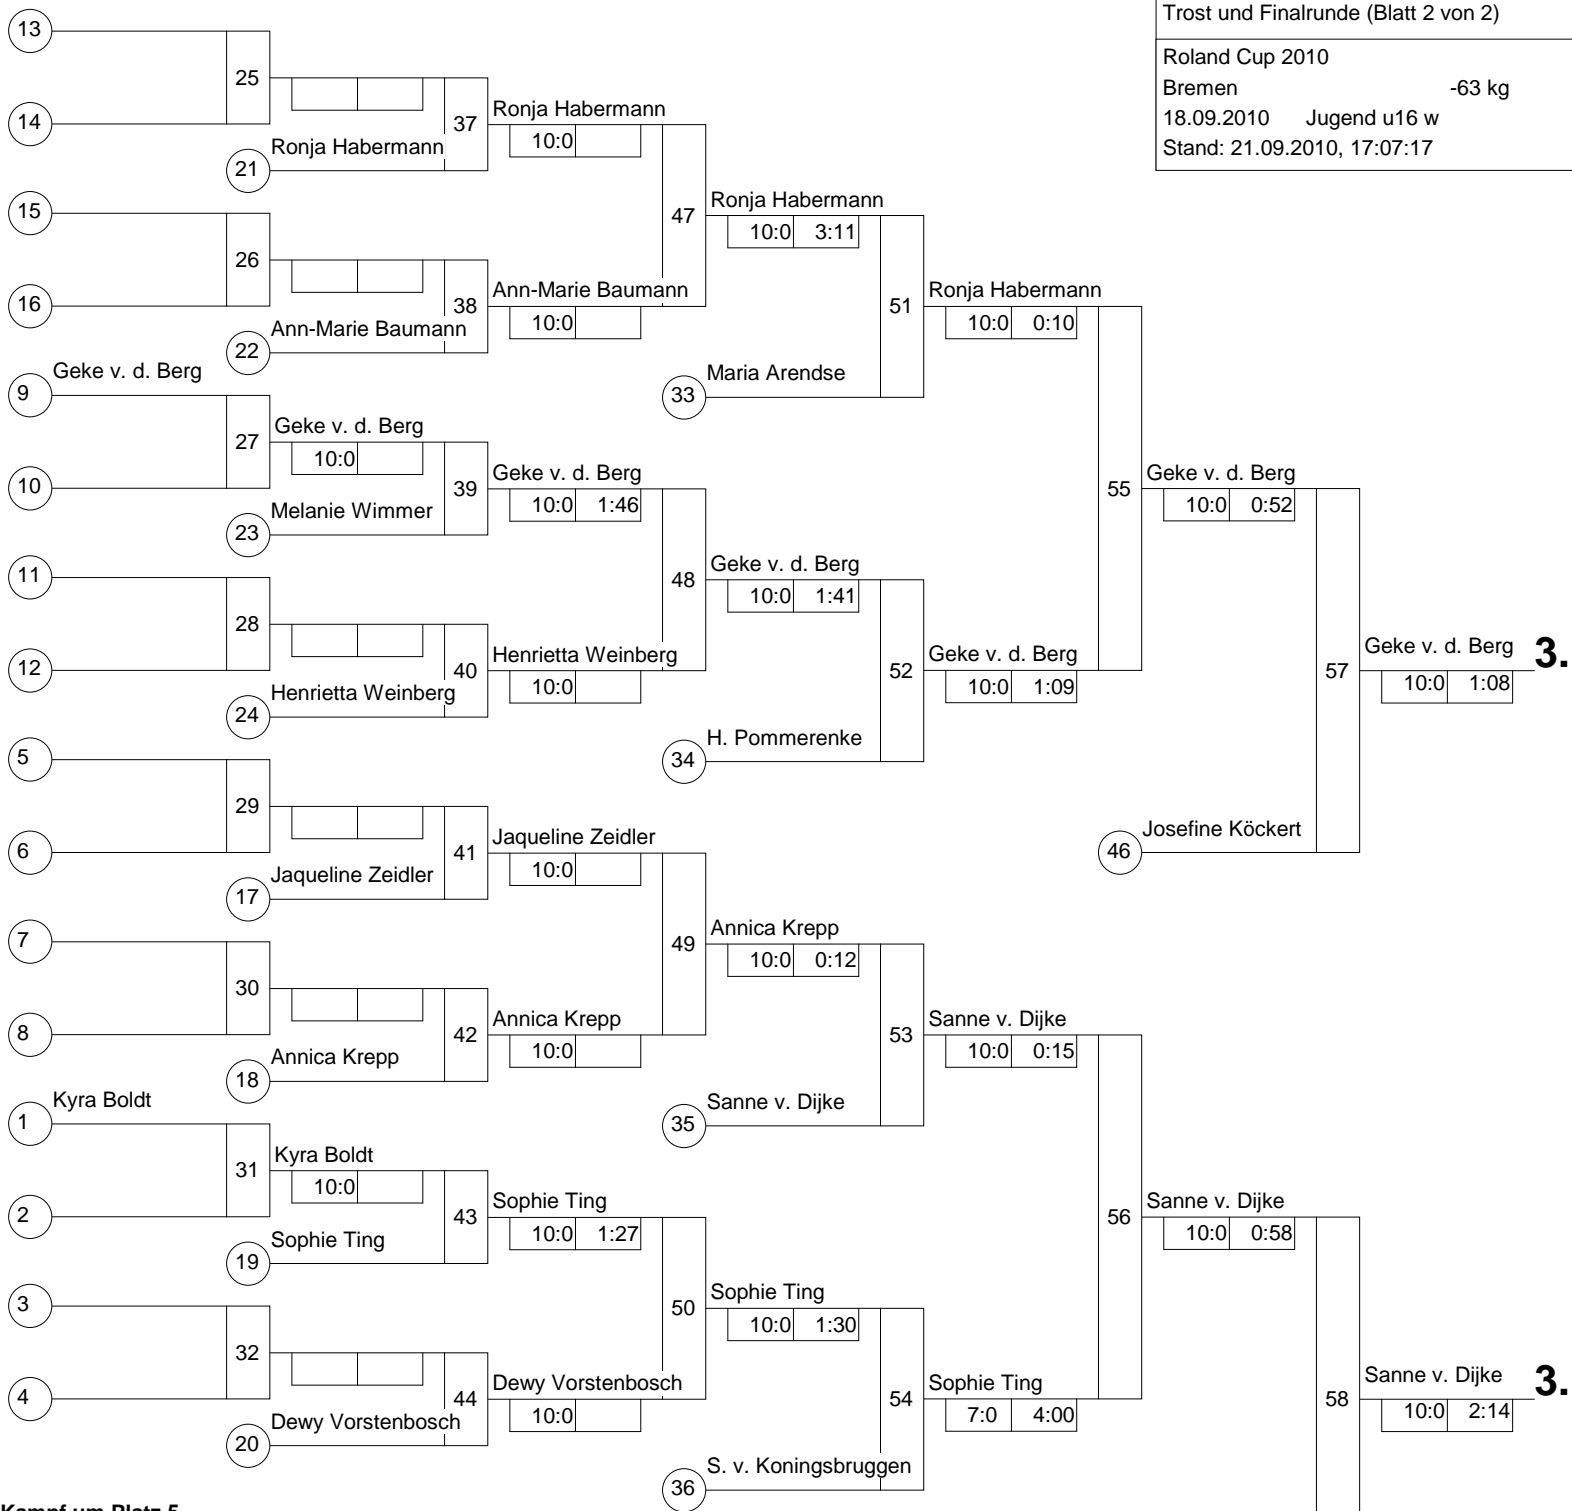 Trost und Finalrunde (Blatt 2 von 2)
Roland Cup 2010
Bremen -63 kg
18.09.2010 Jugend u16 w
Stand: 21.09.2010, 17:07:17
13
25
14
37
Ronja Habermann
10:0
21
Ronja Habermann
15
47
Ronja Habermann
10:0 3:11
26
16
38
Ann-Marie Baumann
10:0
51
Ronja Habermann
10:0 0:10
22
Ann-Marie Baumann
9
Geke v. d. Berg
33
Maria Arendse
27
Geke v. d. Berg
10:0
10
39
Geke v. d. Berg
10:0 1:46
55
Geke v. d. Berg
10:0 0:52
23
Melanie Wimmer
11
48
Geke v. d. Berg
10:0 1:41
28
12
40
Henrietta Weinberg
10:0
52
Geke v. d. Berg
10:0 1:09
57
Geke v. d. Berg
3.
10:0 1:08
24
Henrietta Weinberg
5
34
H. Pommerenke
29
6
41
Jaqueline Zeidler
10:0
46
Josefine Köckert
17
Jaqueline Zeidler
7
49
Annica Krepp
10:0 0:12
30
8
42
Annica Krepp
10:0
53
Sanne v. Dijke
10:0 0:15
18
Annica Krepp
1
Kyra Boldt
35
Sanne v. Dijke
31
Kyra Boldt
10:0
2
43
Sophie Ting
10:0 1:27
56
Sanne v. Dijke
10:0 0:58
19
Sophie Ting
3
50
Sophie Ting
10:0 1:30
32
4
44
Dewy Vorstenbosch
10:0
54
Sophie Ting
7:0 4:00
58
Sanne v. Dijke
3.
10:0 2:14
20
Dewy Vorstenbosch
36
S. v. Koningsbruggen
Kampf um Platz 5